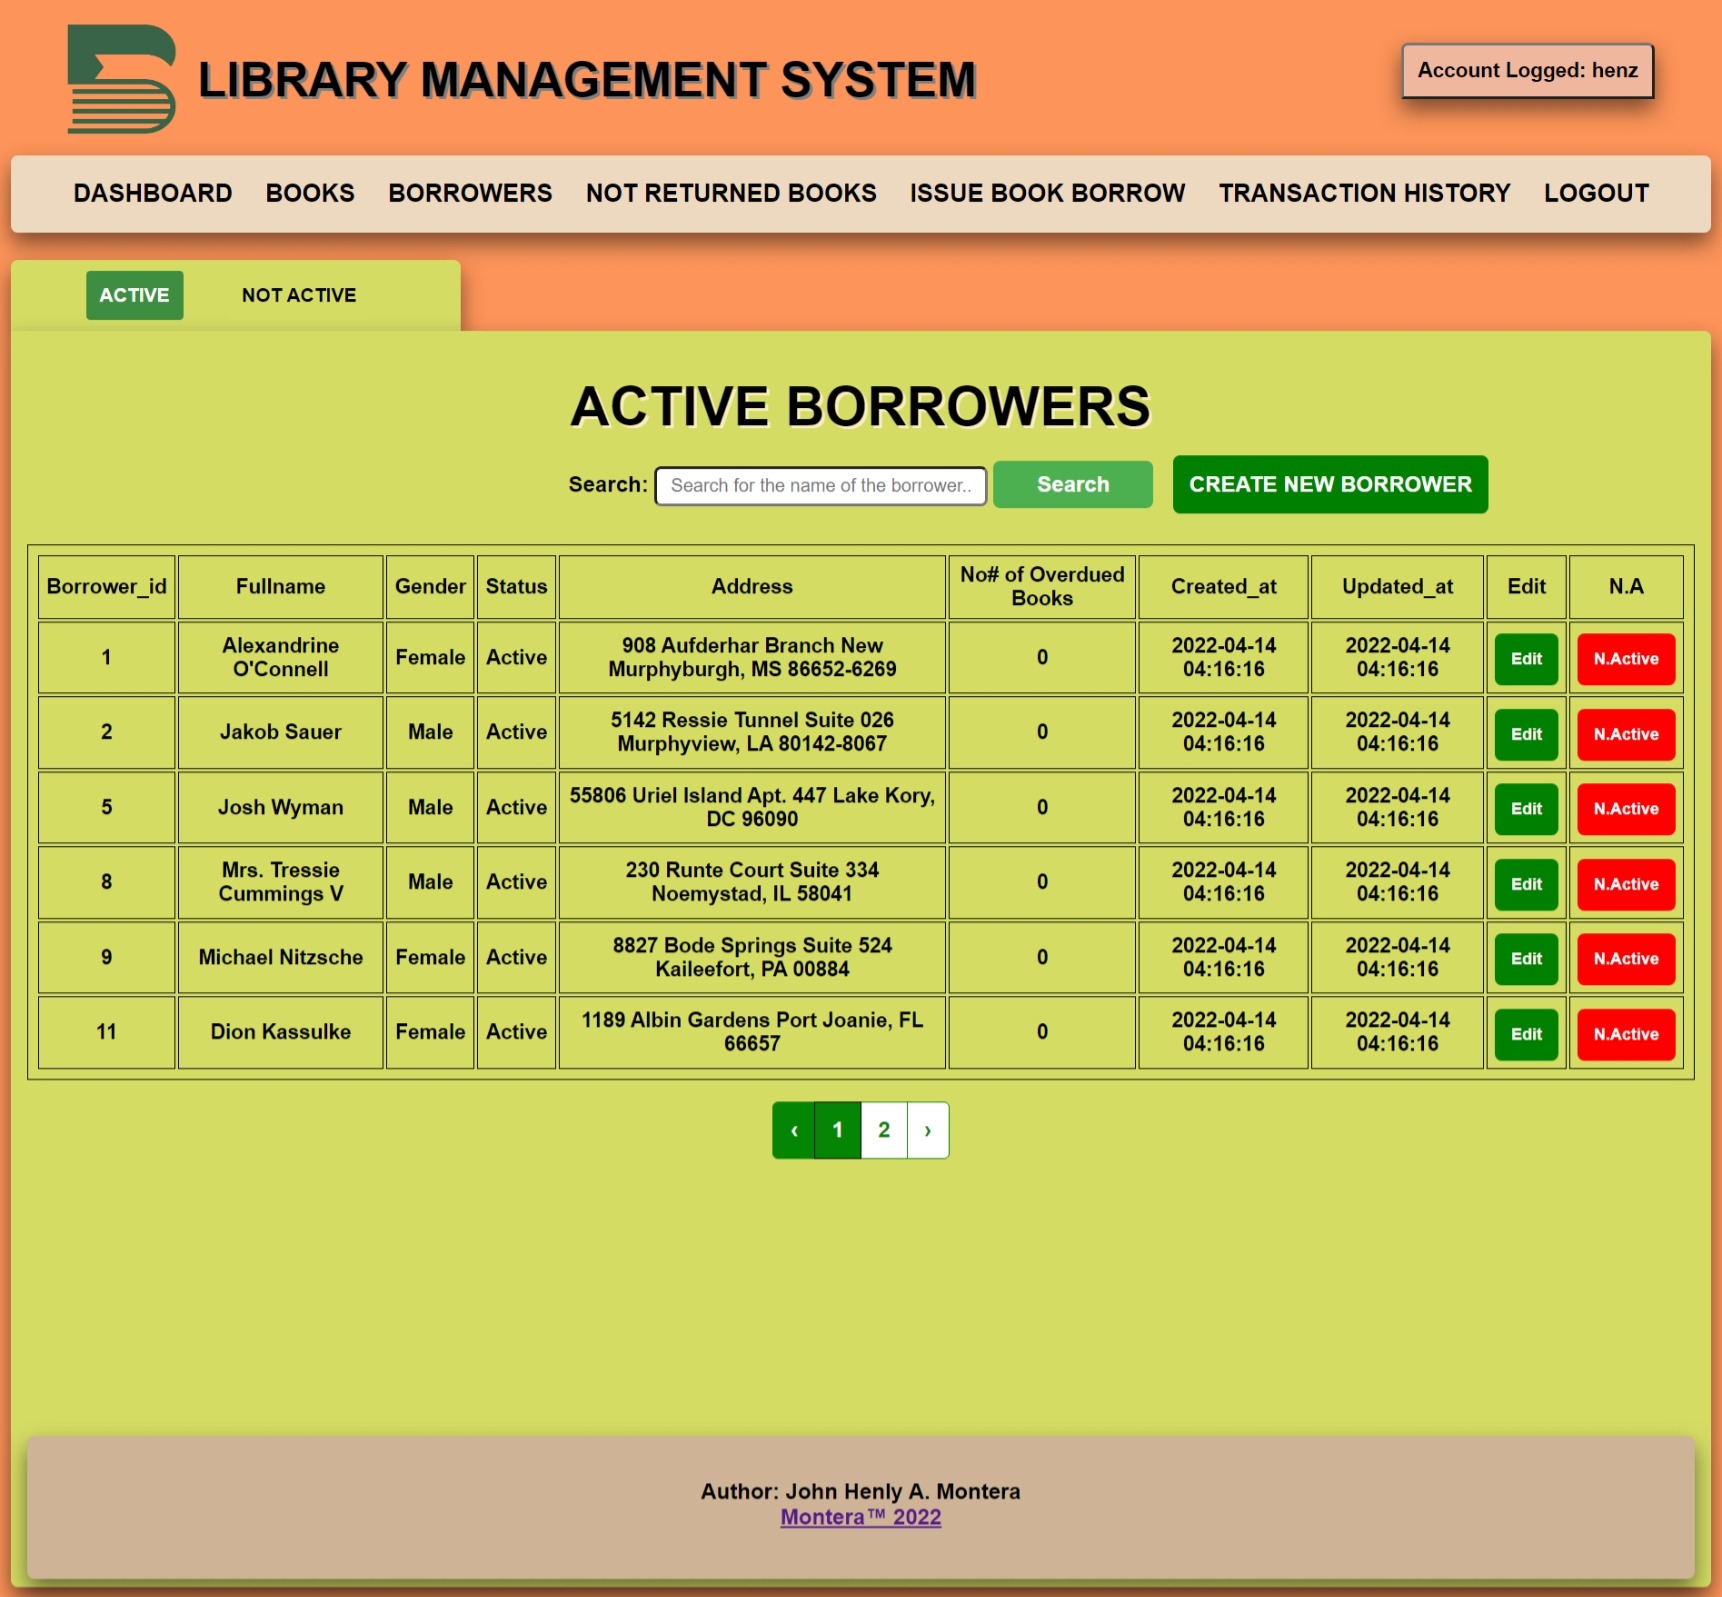 LIBRARY MANAGEMENT SYSTEM
Account Logged: henz
DASHBOARD BOOKS BORROWERS NOT RETURNED BOOKS ISSUE BOOK BORROW TRANSACTION HISTORY LOGOUT
ACTIVE NOT ACTIVE
ACTIVE BORROWERS
Search: Search for the name of the borrower.. Search CREATE NEW BORROWER
Borrower_id Fullname Gender Status Address No# of Overdued Books Created_at Updated_at Edit N.A
1 Alexandrine O'Connell Female Active 908 Aufderhar Branch New Murphyburgh, MS 86652-6269 0 2022-04-14 04:16:16 2022-04-14 04:16:16 Edit N.Active
2 Jakob Sauer Male Active 5142 Ressie Tunnel Suite 026 Murphyview, LA 80142-8067 0 2022-04-14 04:16:16 2022-04-14 04:16:16 Edit N.Active
5 Josh Wyman Male Active 55806 Uriel Island Apt. 447 Lake Kory, DC 96090 0 2022-04-14 04:16:16 2022-04-14 04:16:16 Edit N.Active
8 Mrs. Tressie Cummings V Male Active 230 Runte Court Suite 334 Noemystad, IL 58041 0 2022-04-14 04:16:16 2022-04-14 04:16:16 Edit N.Active
9 Michael Nitzsche Female Active 8827 Bode Springs Suite 524 Kaileefort, PA 00884 0 2022-04-14 04:16:16 2022-04-14 04:16:16 Edit N.Active
11 Dion Kassulke Female Active 1189 Albin Gardens Port Joanie, FL 66657 0 2022-04-14 04:16:16 2022-04-14 04:16:16 Edit N.Active
‹ 1 2 ›
Author: John Henly A. Montera
Montera™ 2022